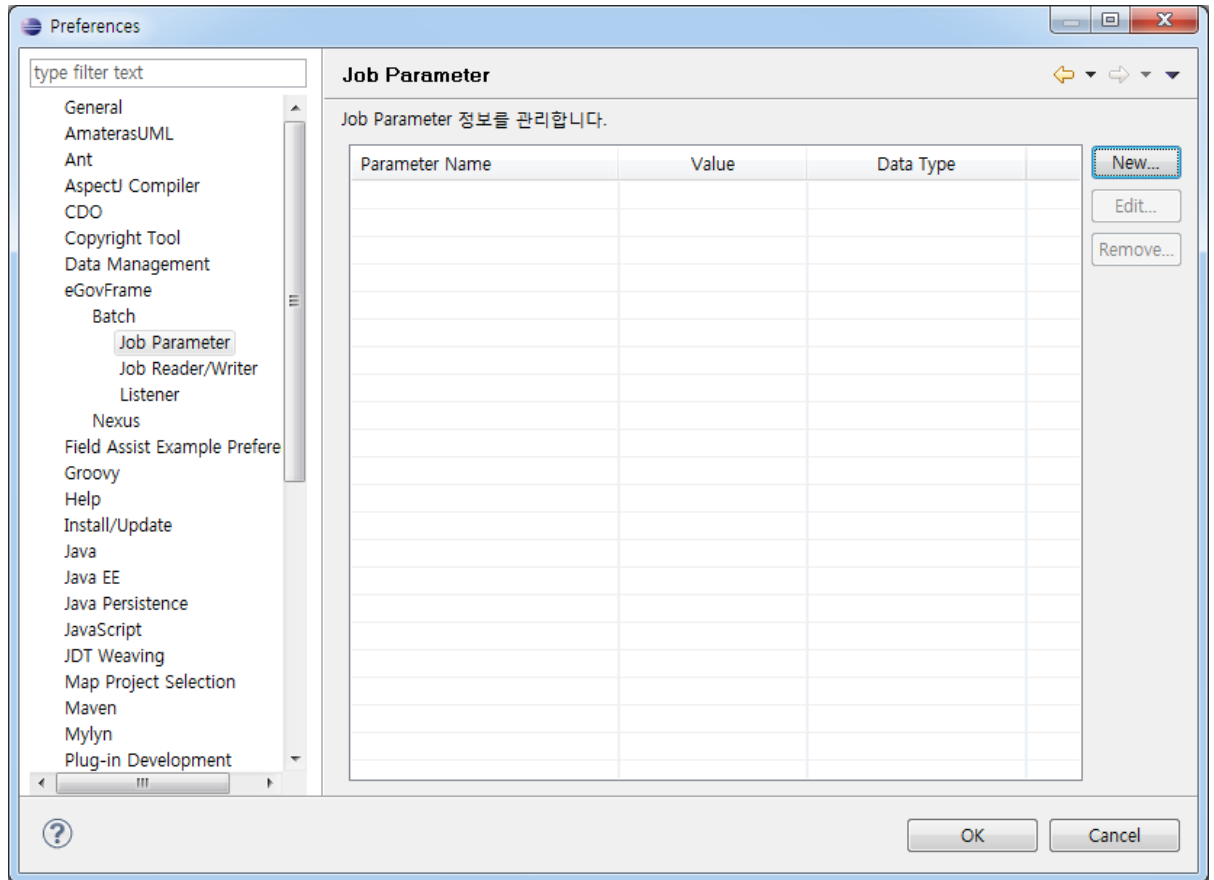 Preferences
type filter text
General
AmaterasUML
Ant
AspectJ Compiler
CDO
Copyright Tool
Data Management
eGovFrame
Batch
Job Parameter
Job Reader/Writer
Listener
Nexus
Field Assist Example Prefere
Groovy
Help
Install/Update
Java
Java EE
Java Persistence
JavaScript
JDT Weaving
Map Project Selection
Maven
Mylyn
Plug-in Development
Job Parameter
Job Parameter 정보를 관리합니다.
Parameter Name Value Data Type
New...
Edit...
Remove...
OK Cancel